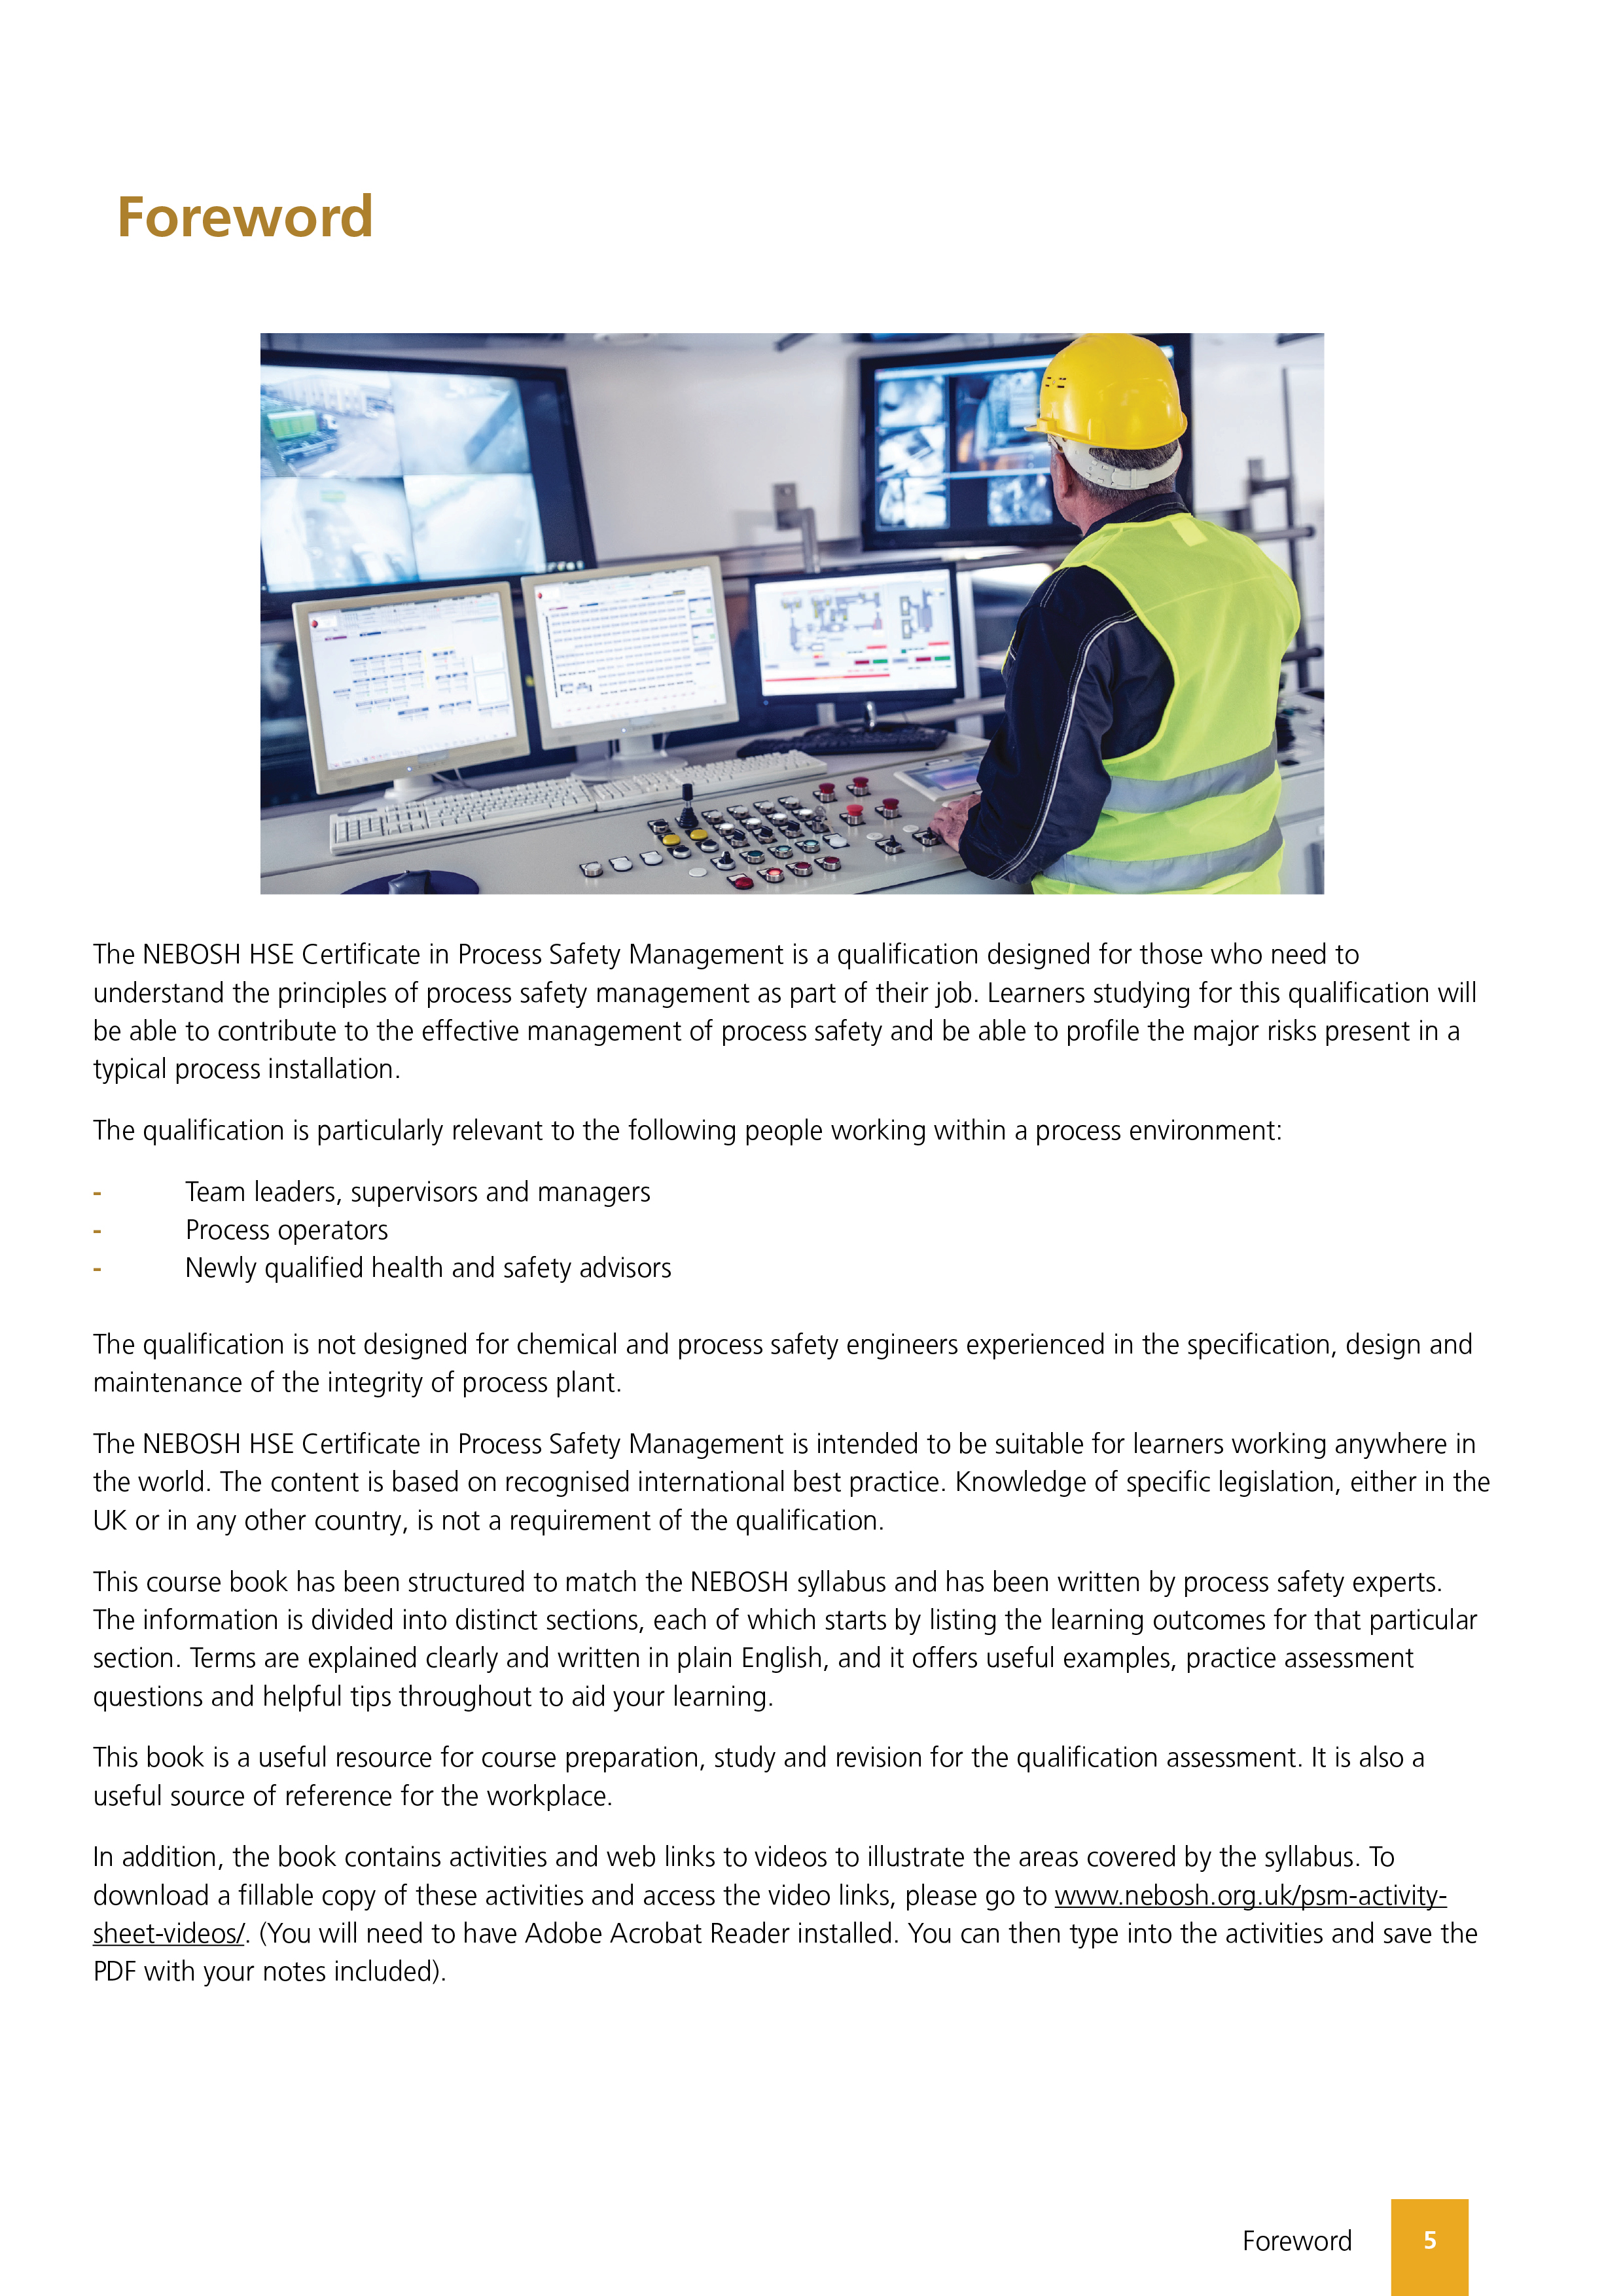 Foreword
The NEBOSH HSE Certificate in Process Safety Management is a qualification designed for those who need to
understand the principles of process safety management as part of their job. Learners studying for this qualification will
be able to contribute to the effective management of process safety and be able to profile the major risks present in a
typical process installation.
The qualification is particularly relevant to the following people working within a process environment:
- Team leaders, supervisors and managers
- Process operators
- Newly qualified health and safety advisors
The qualification is not designed for chemical and process safety engineers experienced in the specification, design and
maintenance of the integrity of process plant.
The NEBOSH HSE Certificate in Process Safety Management is intended to be suitable for learners working anywhere in
the world. The content is based on recognised international best practice. Knowledge of specific legislation, either in the
UK or in any other country, is not a requirement of the qualification.
This course book has been structured to match the NEBOSH syllabus and has been written by process safety experts.
The information is divided into distinct sections, each of which starts by listing the learning outcomes for that particular
section. Terms are explained clearly and written in plain English, and it offers useful examples, practice assessment
questions and helpful tips throughout to aid your learning.
This book is a useful resource for course preparation, study and revision for the qualification assessment. It is also a
useful source of reference for the workplace.
In addition, the book contains activities and web links to videos to illustrate the areas covered by the syllabus. To
download a fillable copy of these activities and access the video links, please go to www.nebosh.org.uk/psm-activity-
sheet-videos/. (You will need to have Adobe Acrobat Reader installed. You can then type into the activities and save the
PDF with your notes included).
Foreword 5